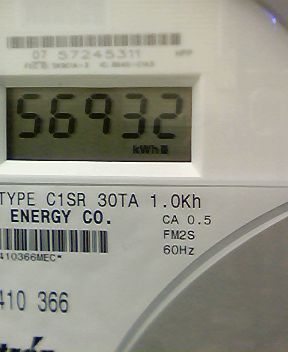 07 57245311
56932
kWh
TYPE C1SR 30TA 1.0Kh
ENERGY CO.
CA 0.5
FM2S
60Hz
410366MEC*
410 366